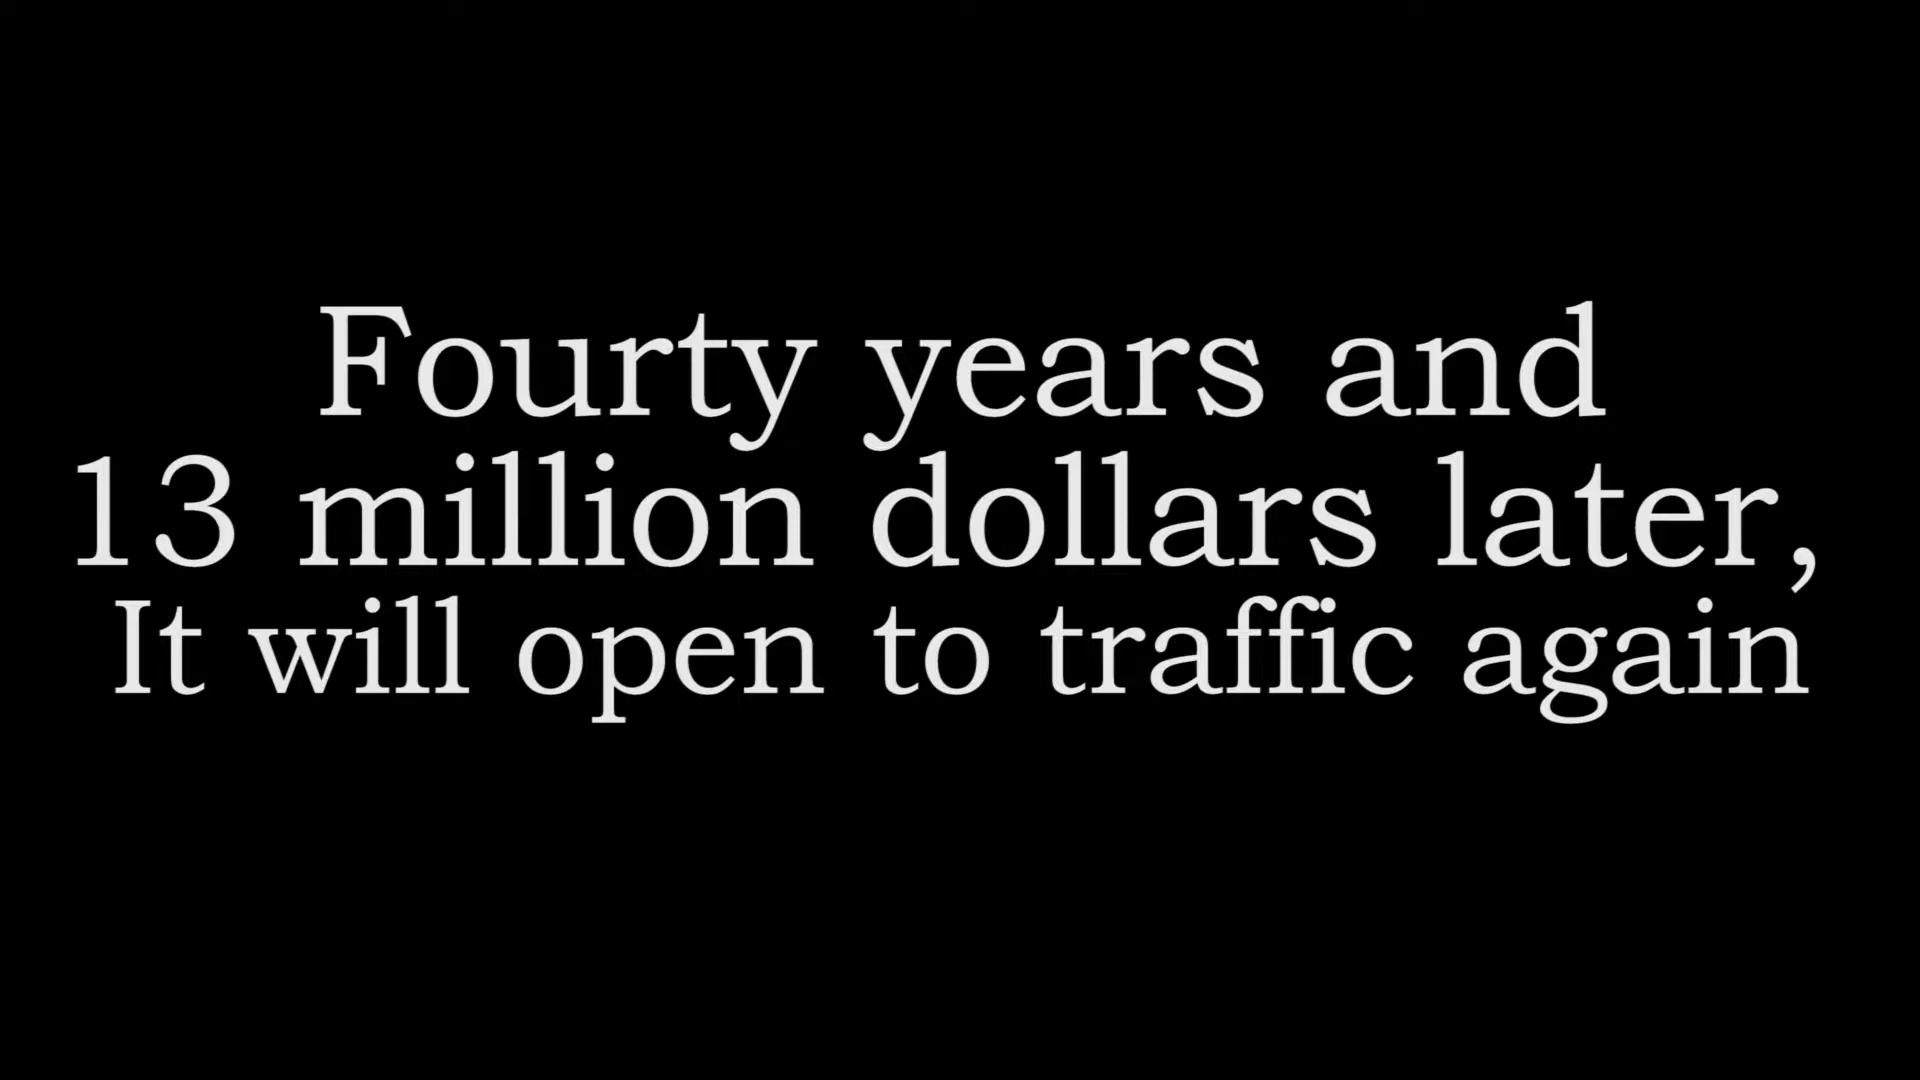 Fourty years and
13 million dollars later,
It will open to traffic again